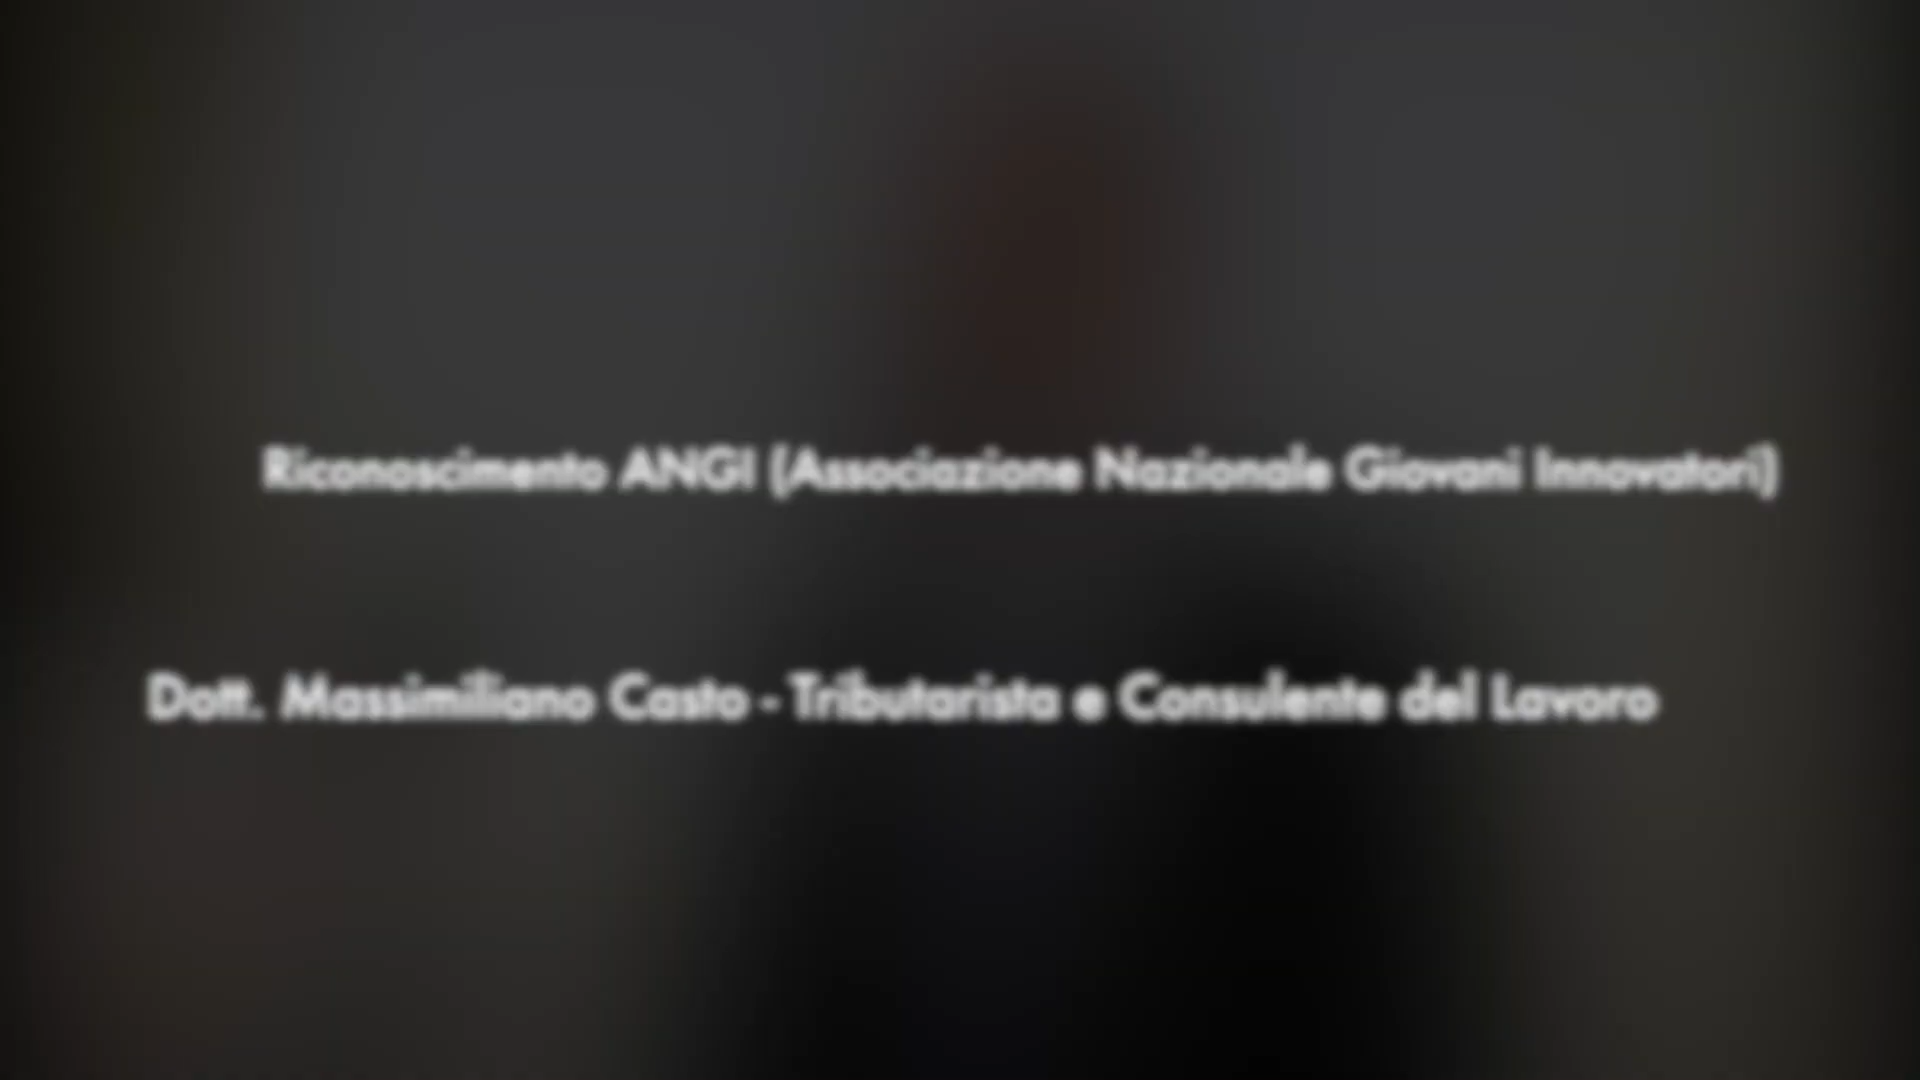 Riconoscimento ANGI (Associazione Nazionale Giovani Innovatori)
Dott. Massimiliano Casto - Tributarista e Consulente del Lavoro